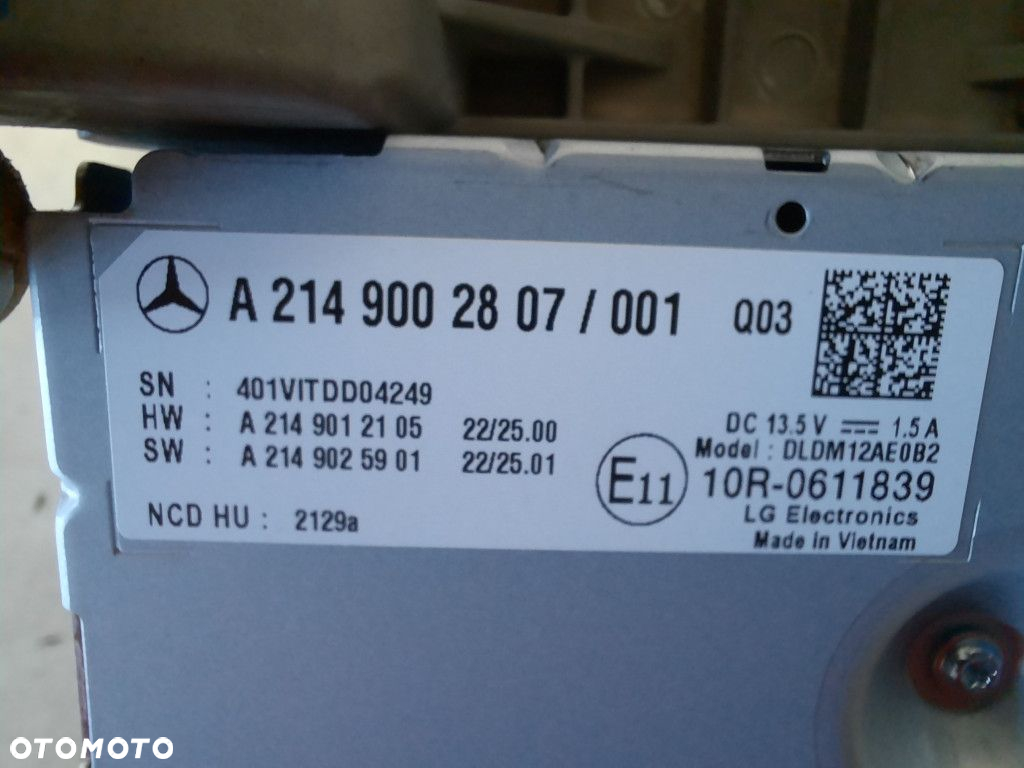 A 214 900 28 07 / 001 Q03
SN : 401VITDD04249
HW : A 214 901 21 05 22/25.00
SW : A 214 902 59 01 22/25.01
NCD HU : 2129a
DC 13.5 V ⎓ 1.5 A
Model : DLDM12AE0B2
E11 10R-0611839
LG Electronics
Made in Vietnam
OTOMOTO